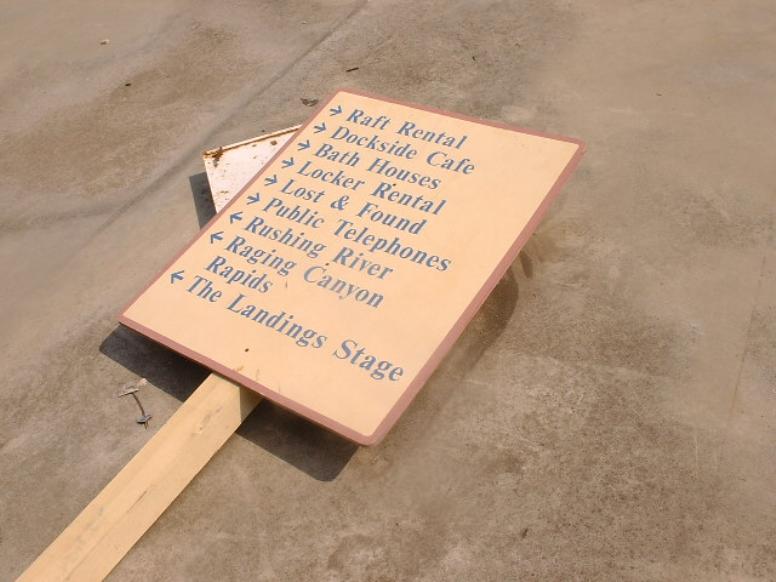 → Raft Rental
→ Dockside Cafe
→ Bath Houses
→ Locker Rental
→ Lost & Found
→ Public Telephones
← Rushing River
← Raging Canyon
Rapids
← The Landings Stage